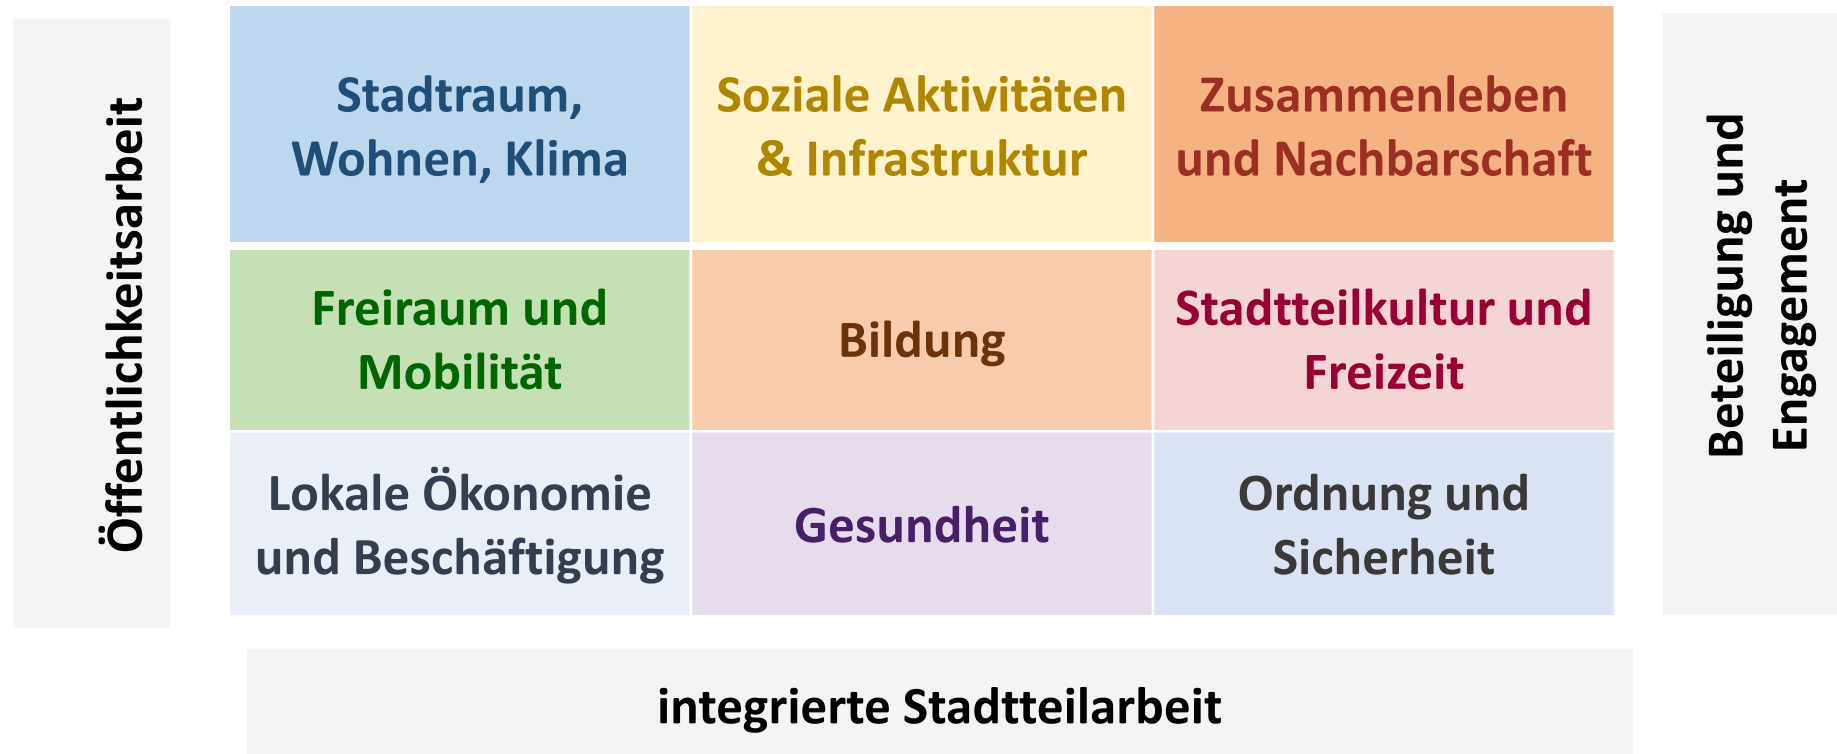 Öffentlichkeitsarbeit
Stadtraum,
Wohnen, Klima
Soziale Aktivitäten
& Infrastruktur
Zusammenleben
und Nachbarschaft
Freiraum und
Mobilität
Bildung
Stadtteilkultur und
Freizeit
Lokale Ökonomie
und Beschäftigung
Gesundheit
Ordnung und
Sicherheit
Beteiligung und
Engagement
integrierte Stadtteilarbeit